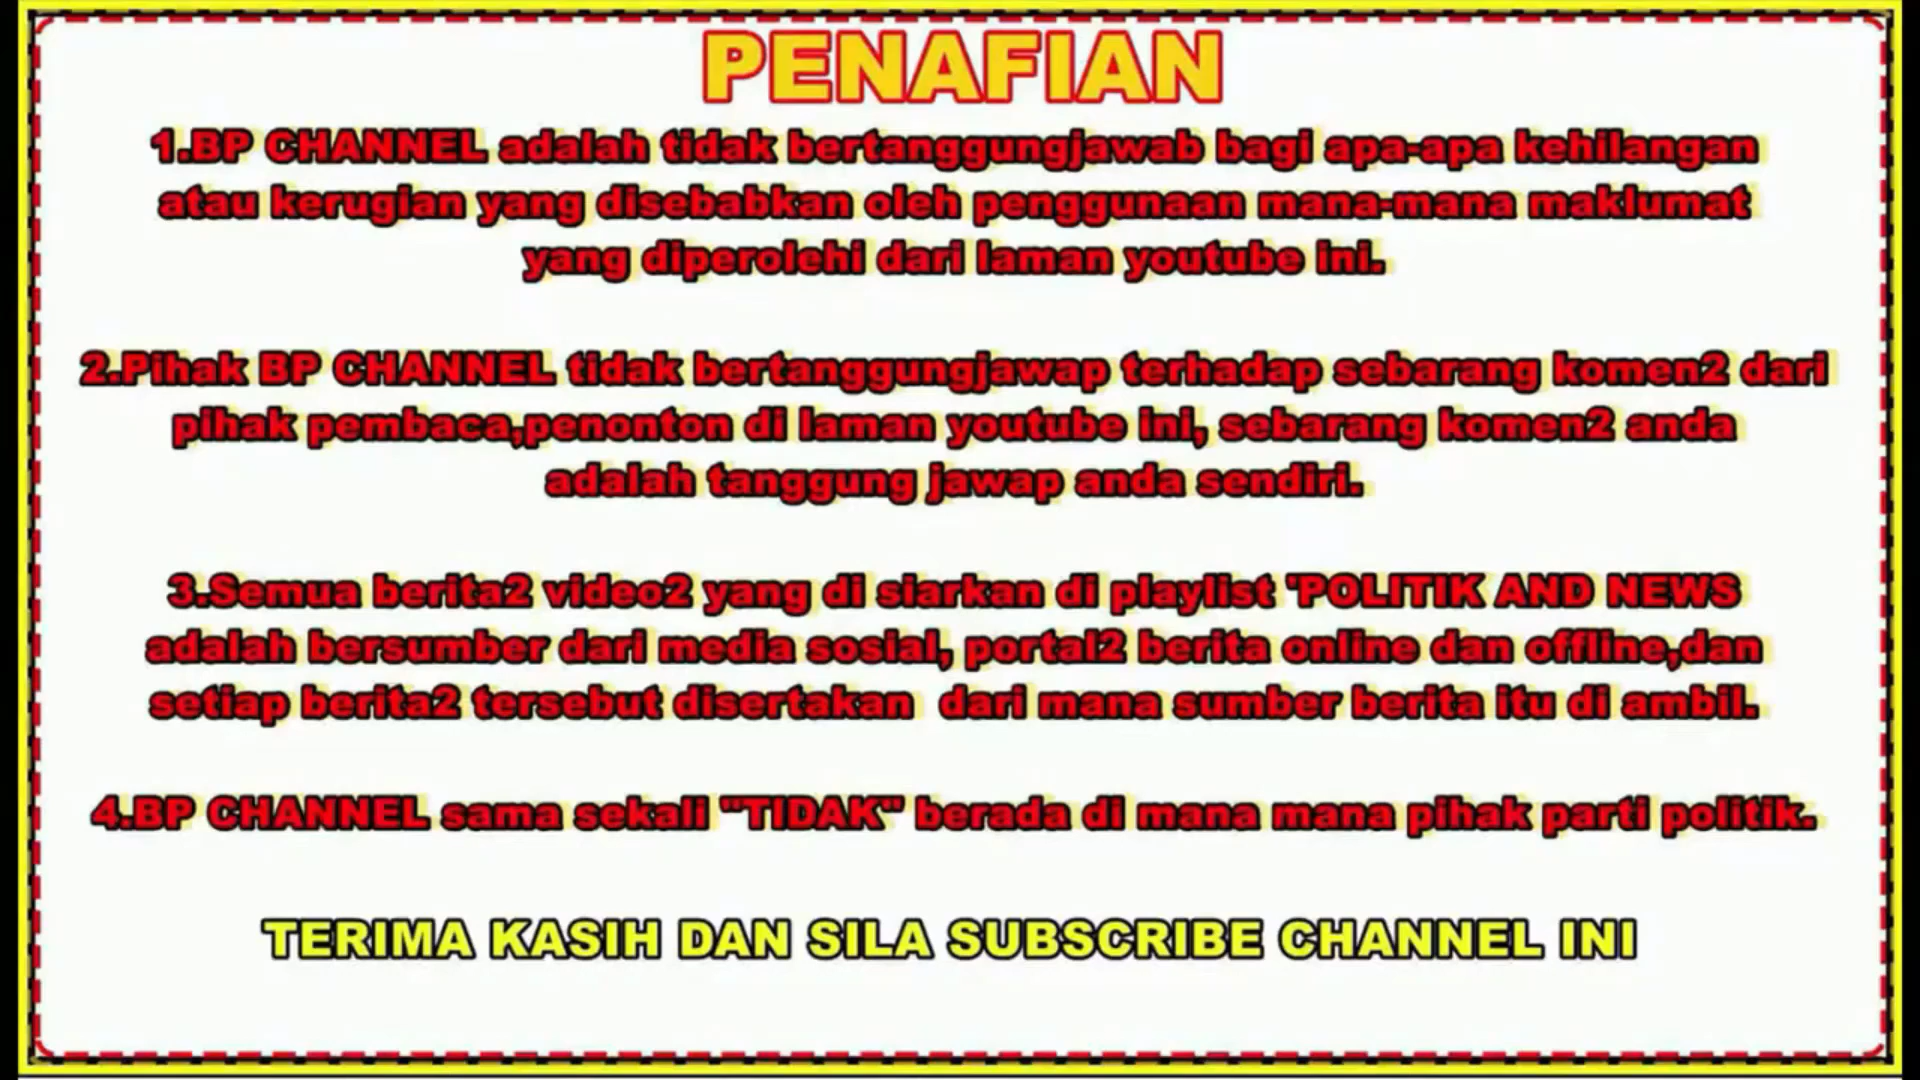 PENAFIAN
1.BP CHANNEL adalah tidak bertanggungjawab bagi apa-apa kehilangan
atau kerugian yang disebabkan oleh penggunaan mana-mana maklumat
yang diperolehi dari laman youtube ini.
2.Pihak BP CHANNEL tidak bertanggungjawap terhadap sebarang komen2 dari
pihak pembaca,penonton di laman youtube ini, sebarang komen2 anda
adalah tanggung jawap anda sendiri.
3.Semua berita2 video2 yang di siarkan di playlist "POLITIK AND NEWS
adalah bersumber dari media sosial, portal2 berita online dan offline,dan
setiap berita2 tersebut disertakan dari mana sumber berita itu di ambil.
4.BP CHANNEL sama sekali "TIDAK" berada di mana mana pihak parti politik.
TERIMA KASIH DAN SILA SUBSCRIBE CHANNEL INI